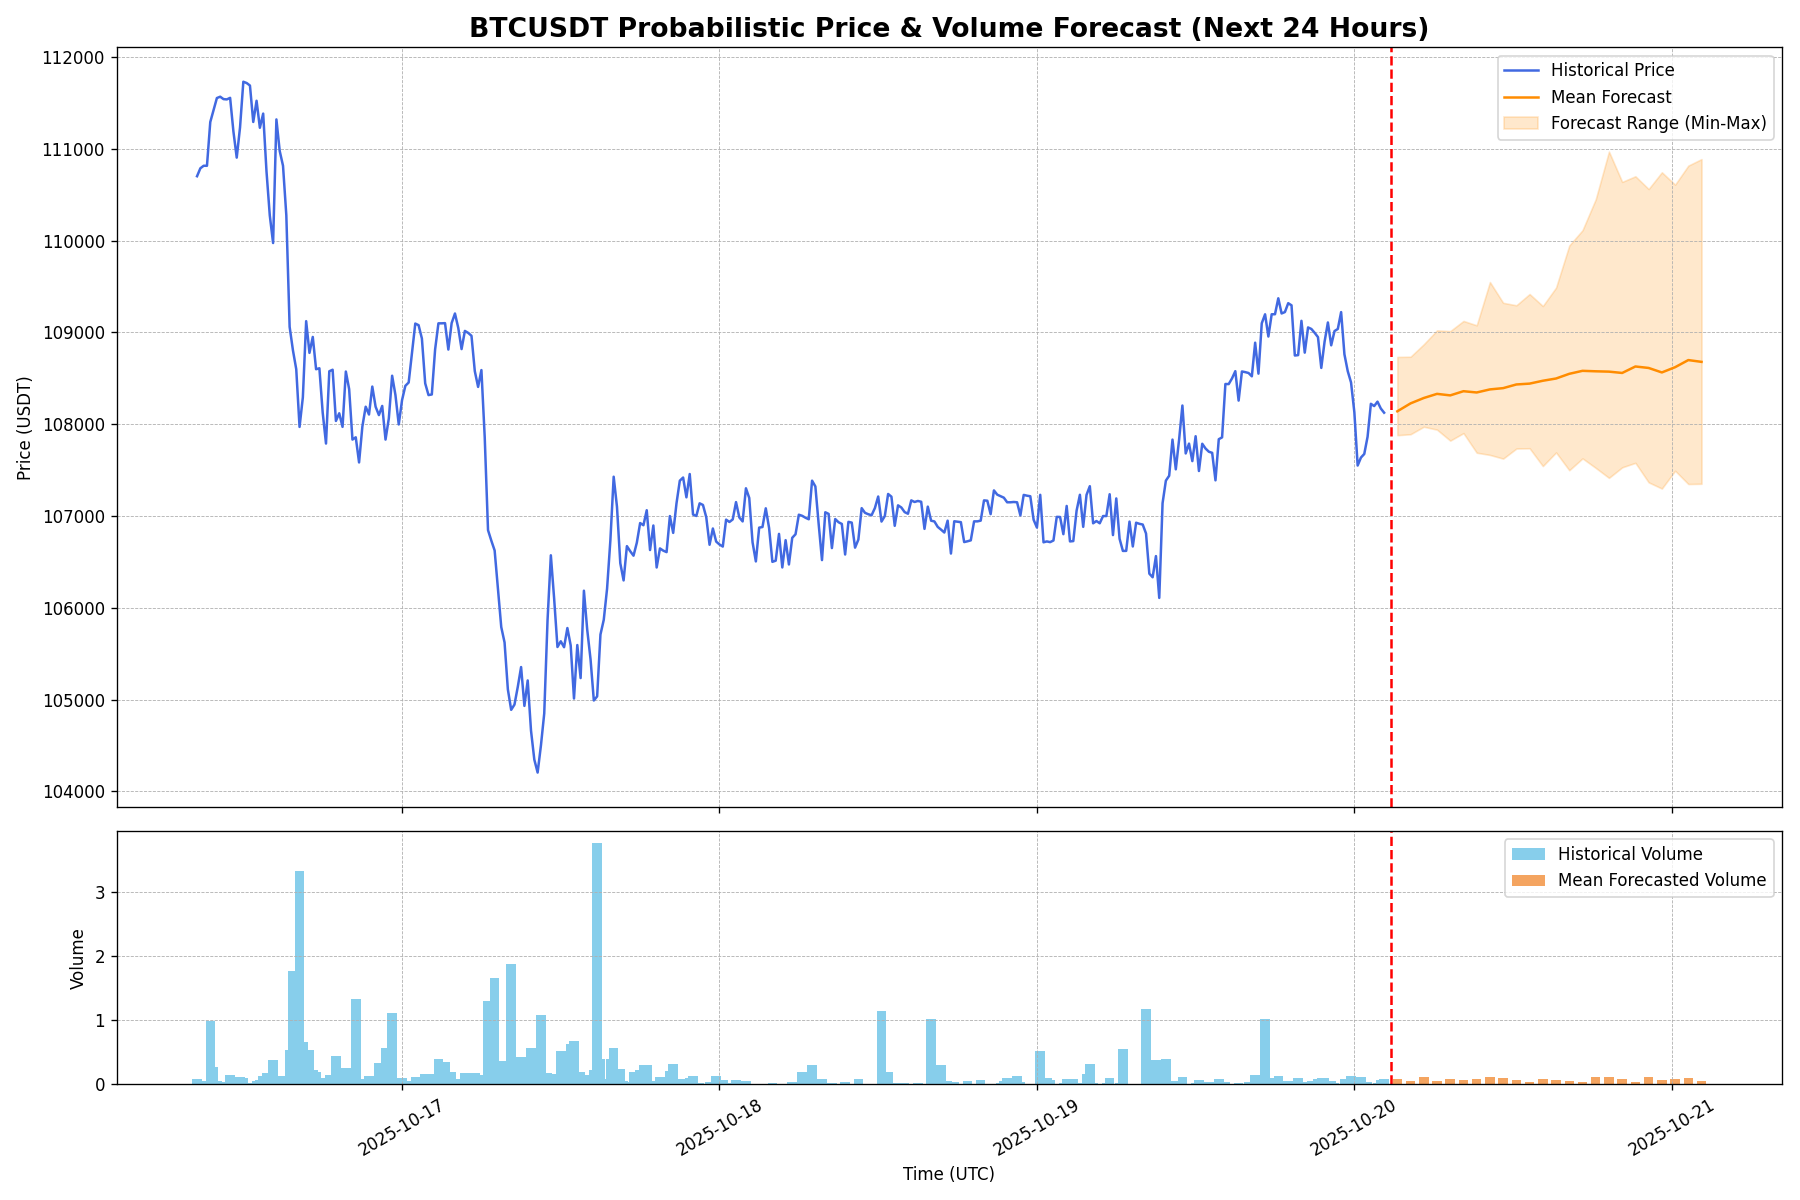 BTCUSDT Probabilistic Price & Volume Forecast (Next 24 Hours)
Price (USDT)
112000
111000
110000
109000
108000
107000
106000
105000
104000
Historical Price
Mean Forecast
Forecast Range (Min-Max)
Volume
3
2
1
0
Historical Volume
Mean Forecasted Volume
2025-10-17
2025-10-18
2025-10-19
2025-10-20
2025-10-21
Time (UTC)